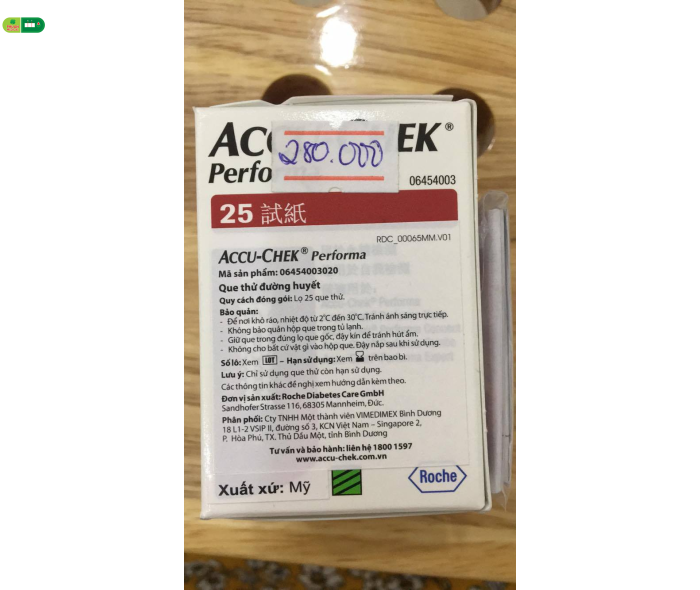 ACCU-CHEK®
280.000
Perfo
06454003
25 試紙
RDC_00065MM.V01
ACCU-CHEK® Performa
Mã sản phẩm: 06454003020
Que thử đường huyết
Quy cách đóng gói: Lọ 25 que thử.
Bảo quản:
- Để nơi khô ráo, nhiệt độ từ 2°C đến 30°C. Tránh ánh sáng trực tiếp.
- Không bảo quản hộp que trong tủ lạnh.
- Giữ que trong đúng lọ que gốc, đậy kín để tránh hút ẩm.
- Không cho bất cứ vật gì vào hộp que. Đậy nắp sau khi sử dụng.
Số lô: Xem LOT – Hạn sử dụng: Xem trên bao bì.
Lưu ý: Chỉ sử dụng que thử còn hạn sử dụng.
Các thông tin khác đề nghị xem hướng dẫn kèm theo.
Đơn vị sản xuất: Roche Diabetes Care GmbH
Sandhofer Strasse 116, 68305 Mannheim, Đức.
Phân phối: Cty TNHH Một thành viên VIMEDIMEX Bình Dương
18 L1-2 VSIP II, đường số 3, KCN Việt Nam – Singapore 2,
P. Hòa Phú, TX. Thủ Dầu Một, tỉnh Bình Dương
Tư vấn và bảo hành: liên hệ 1800 1597
www.accu-chek.com.vn
Xuất xứ: Mỹ
Roche